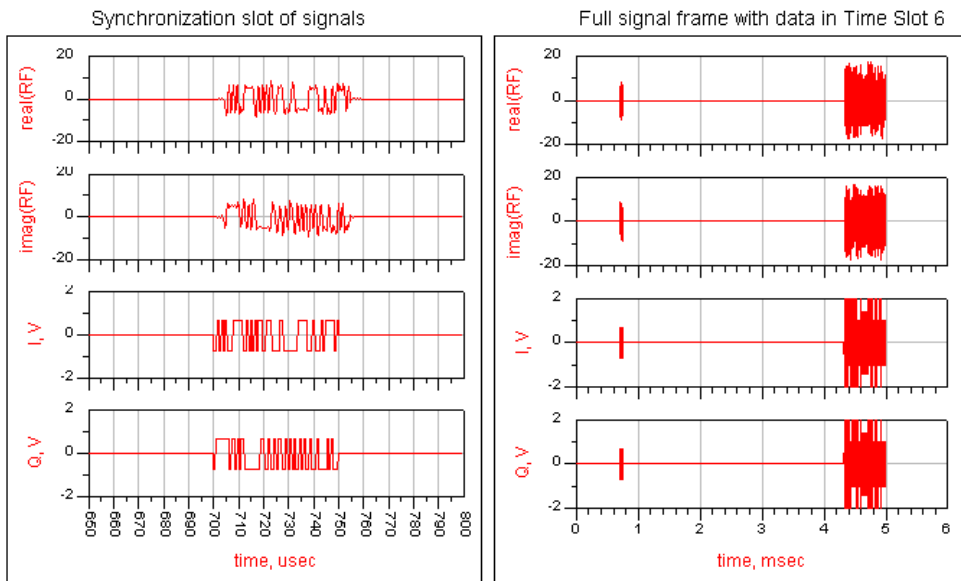 Synchronization slot of signals
20
0
-20
real(RF)
20
0
-20
imag(RF)
2
0
-2
I, V
2
0
-2
Q, V
650 660 670 680 690 700 710 720 730 740 750 760 770 780 790 800
time, usec
Full signal frame with data in Time Slot 6
20
0
-20
real(RF)
20
0
-20
imag(RF)
2
0
-2
I, V
2
0
-2
Q, V
0 1 2 3 4 5 6
time, msec